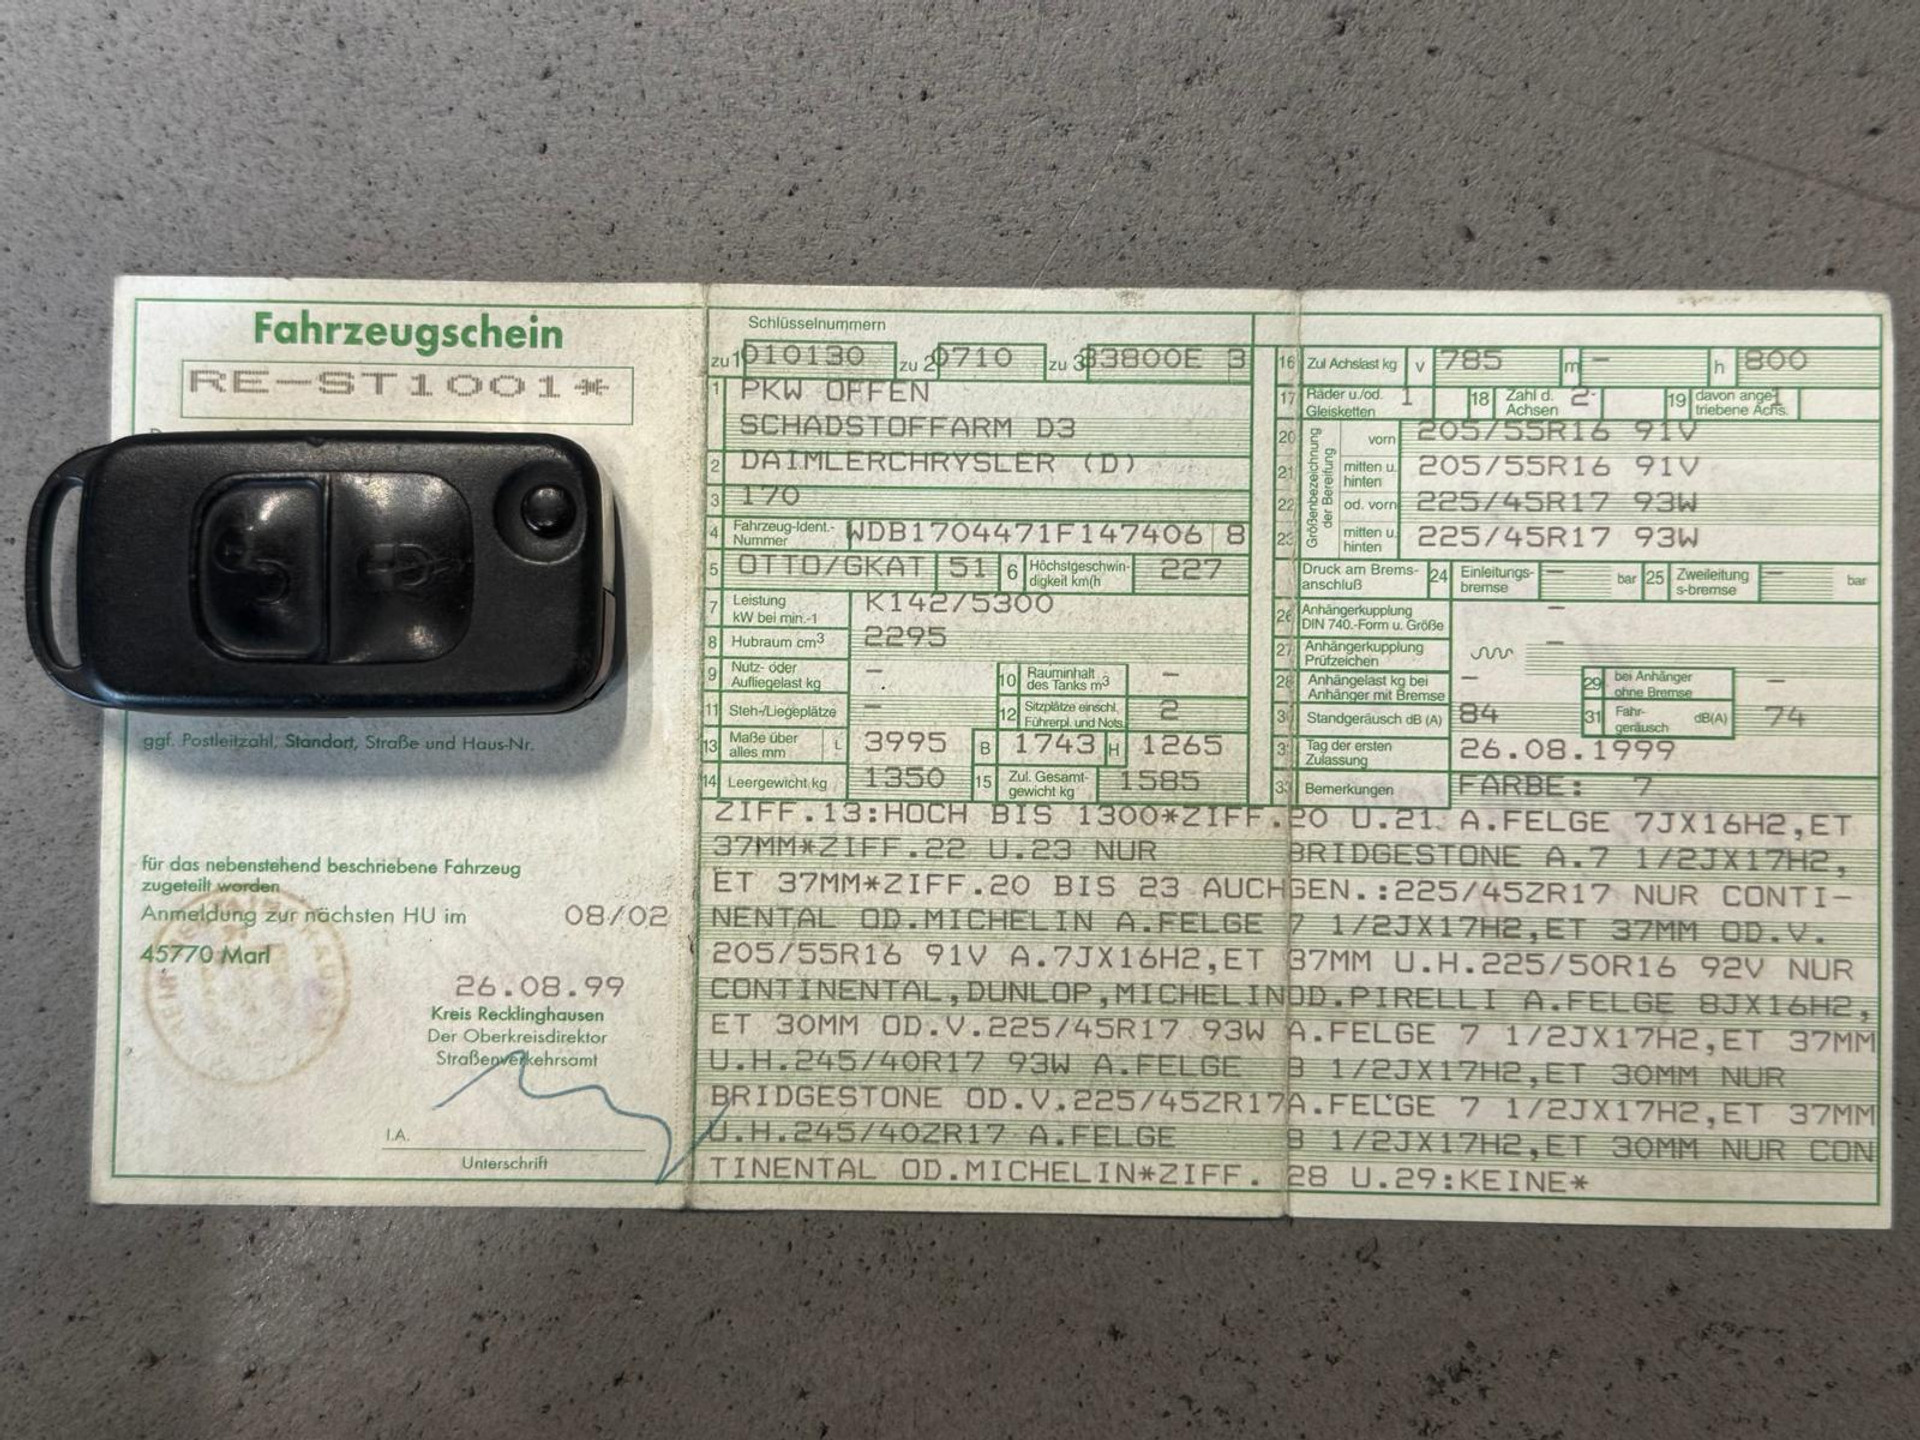 Fahrzeugschein
RE-ST1001*
ggf. Postleitzahl, Standort, Straße und Haus-Nr.
für das nebenstehend beschriebene Fahrzeug
zugeteilt worden
Anmeldung zur nächsten HU im 08/02
45770 Marl
26.08.99
Kreis Recklinghausen
Der Oberkreisdirektor
Straßenverkehrsamt
I.A.
Unterschrift
Schlüsselnummern
zu 1 010130 zu 2 0710 zu 3 83800E 3
1 PKW OFFEN
SCHADSTOFFARM D3
2 DAIMLERCHRYSLER (D)
3 170
4 Fahrzeug-Ident.-Nummer WDB1704471F147406 8
5 OTTO/GKAT 51 6 Höchstgeschwindigkeit km/h 227
7 Leistung kW bei min.-1 K142/5300
8 Hubraum cm³ 2295
9 Nutz- oder Aufliegelast kg - 10 Rauminhalt des Tanks m³ -
11 Steh-/Liegeplätze - 12 Sitzplätze einschl. Führerpl. und Nots. 2
13 Maße über alles mm L 3995 B 1743 H 1265
14 Leergewicht kg 1350 15 Zul. Gesamt-gewicht kg 1585
16 Zul Achslast kg v 785 m - h 800
17 Räder u./od. Gleisketten 1 18 Zahl d. Achsen 2 19 davon angetriebene Achs. 1
Größenbezeichnung der Bereifung
20 vorn 205/55R16 91V
21 mitten u. hinten 205/55R16 91V
22 od. vorn 225/45R17 93W
23 mitten u. hinten 225/45R17 93W
Druck am Brems-anschluß 24 Einleitungs-bremse - bar 25 Zweileitung s-bremse - bar
26 Anhängerkupplung DIN 740.-Form u. Größe -
27 Anhängerkupplung Prüfzeichen -
28 Anhängelast kg bei Anhänger mit Bremse - 29 bei Anhänger ohne Bremse -
30 Standgeräusch dB (A) 84 31 Fahr-geräusch dB(A) 74
32 Tag der ersten Zulassung 26.08.1999
33 Bemerkungen FARBE: 7
ZIFF.13:HOCH BIS 1300*ZIFF.20 U.21 A.FELGE 7JX16H2,ET
37MM*ZIFF.22 U.23 NUR BRIDGESTONE A.7 1/2JX17H2,
ET 37MM*ZIFF.20 BIS 23 AUCH GEN.:225/45ZR17 NUR CONTI-
NENTAL OD.MICHELIN A.FELGE 7 1/2JX17H2,ET 37MM OD.V.
205/55R16 91V A.7JX16H2,ET 37MM U.H.225/50R16 92V NUR
CONTINENTAL,DUNLOP,MICHELIN OD.PIRELLI A.FELGE 8JX16H2,
ET 30MM OD.V.225/45R17 93W A.FELGE 7 1/2JX17H2,ET 37MM
U.H.245/40R17 93W A.FELGE 8 1/2JX17H2,ET 30MM NUR
BRIDGESTONE OD.V.225/45ZR17 A.FELGE 7 1/2JX17H2,ET 37MM
U.H.245/40ZR17 A.FELGE 8 1/2JX17H2,ET 30MM NUR CON
TINENTAL OD.MICHELIN*ZIFF. 28 U.29:KEINE*